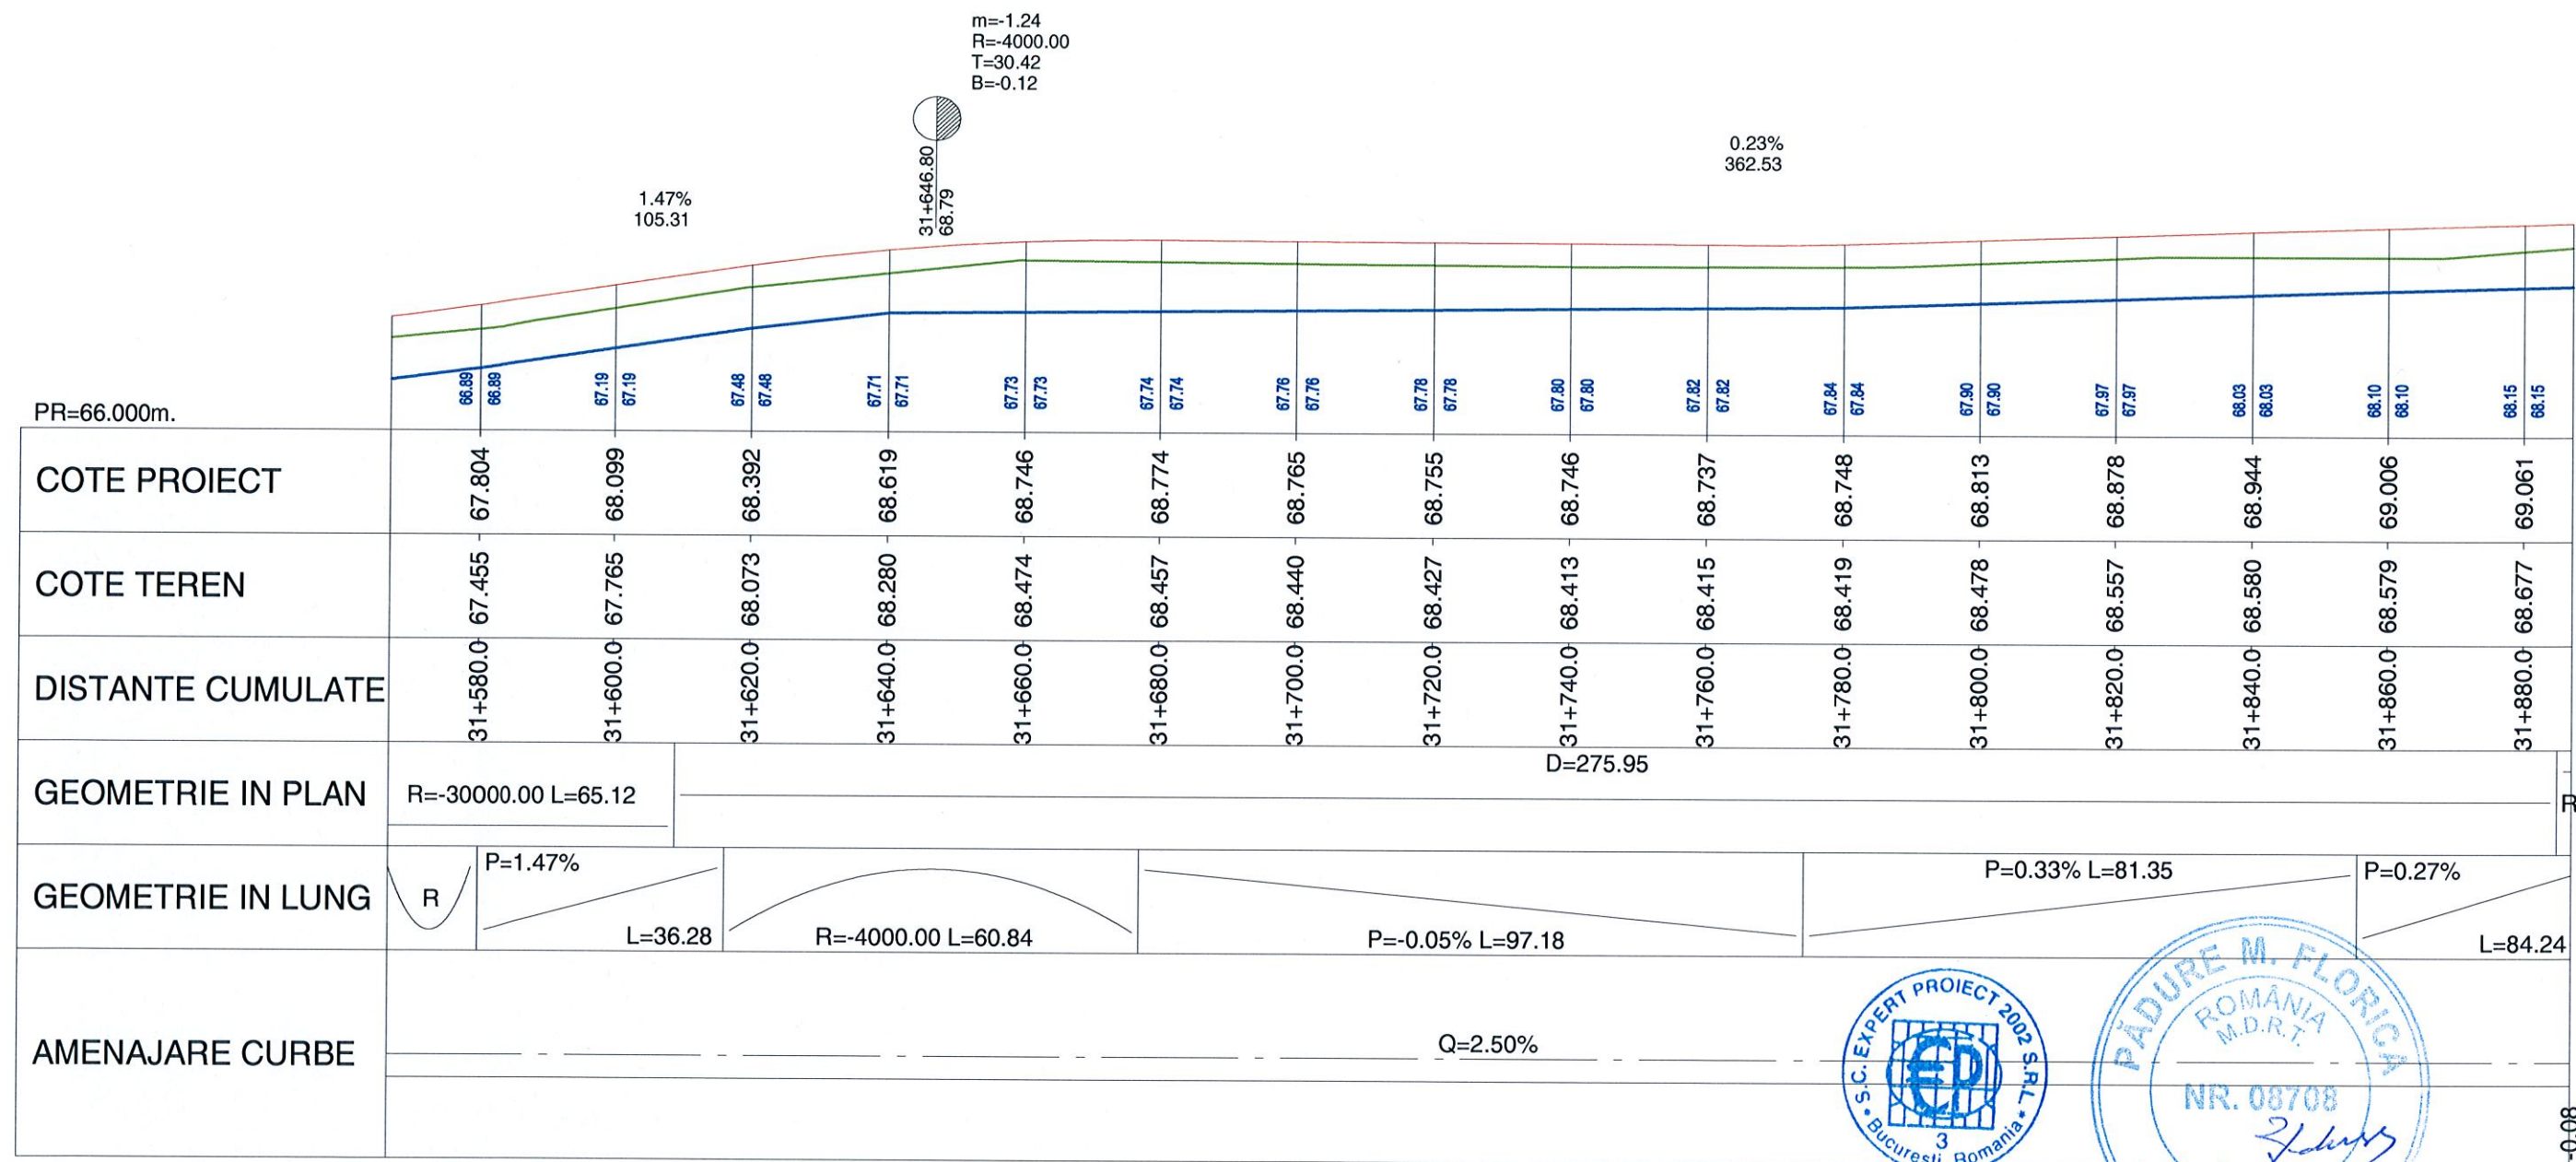 m=-1.24
R=-4000.00
T=30.42
B=-0.12
31+646.80
68.79
1.47%
105.31
0.23%
362.53
66.89 66.89 67.19 67.19 67.48 67.48 67.71 67.71 67.73 67.73 67.74 67.74 67.76 67.76 67.78 67.78 67.80 67.80 67.82 67.82 67.84 67.84 67.90 67.90 67.97 67.97 68.03 68.03 68.10 68.10 68.15 68.15
PR=66.000m.
COTE PROIECT 67.804 68.099 68.392 68.619 68.746 68.774 68.765 68.755 68.746 68.737 68.748 68.813 68.878 68.944 69.006 69.061
COTE TEREN 67.455 67.765 68.073 68.280 68.474 68.457 68.440 68.427 68.413 68.415 68.419 68.478 68.557 68.580 68.579 68.677
DISTANTE CUMULATE 31+580.0 31+600.0 31+620.0 31+640.0 31+660.0 31+680.0 31+700.0 31+720.0 31+740.0 31+760.0 31+780.0 31+800.0 31+820.0 31+840.0 31+860.0 31+880.0
GEOMETRIE IN PLAN R=-30000.00 L=65.12 D=275.95 R
GEOMETRIE IN LUNG R P=1.47% L=36.28 R=-4000.00 L=60.84 P=-0.05% L=97.18 P=0.33% L=81.35 P=0.27% L=84.24
AMENAJARE CURBE Q=2.50%
S.C. EXPERT PROIECT 2002 S.R.L.
EP
3
Bucuresti, Romania
PĂDURE M. FLORICA
ROMÂNIA
M.D.R.T.
NR. 08708